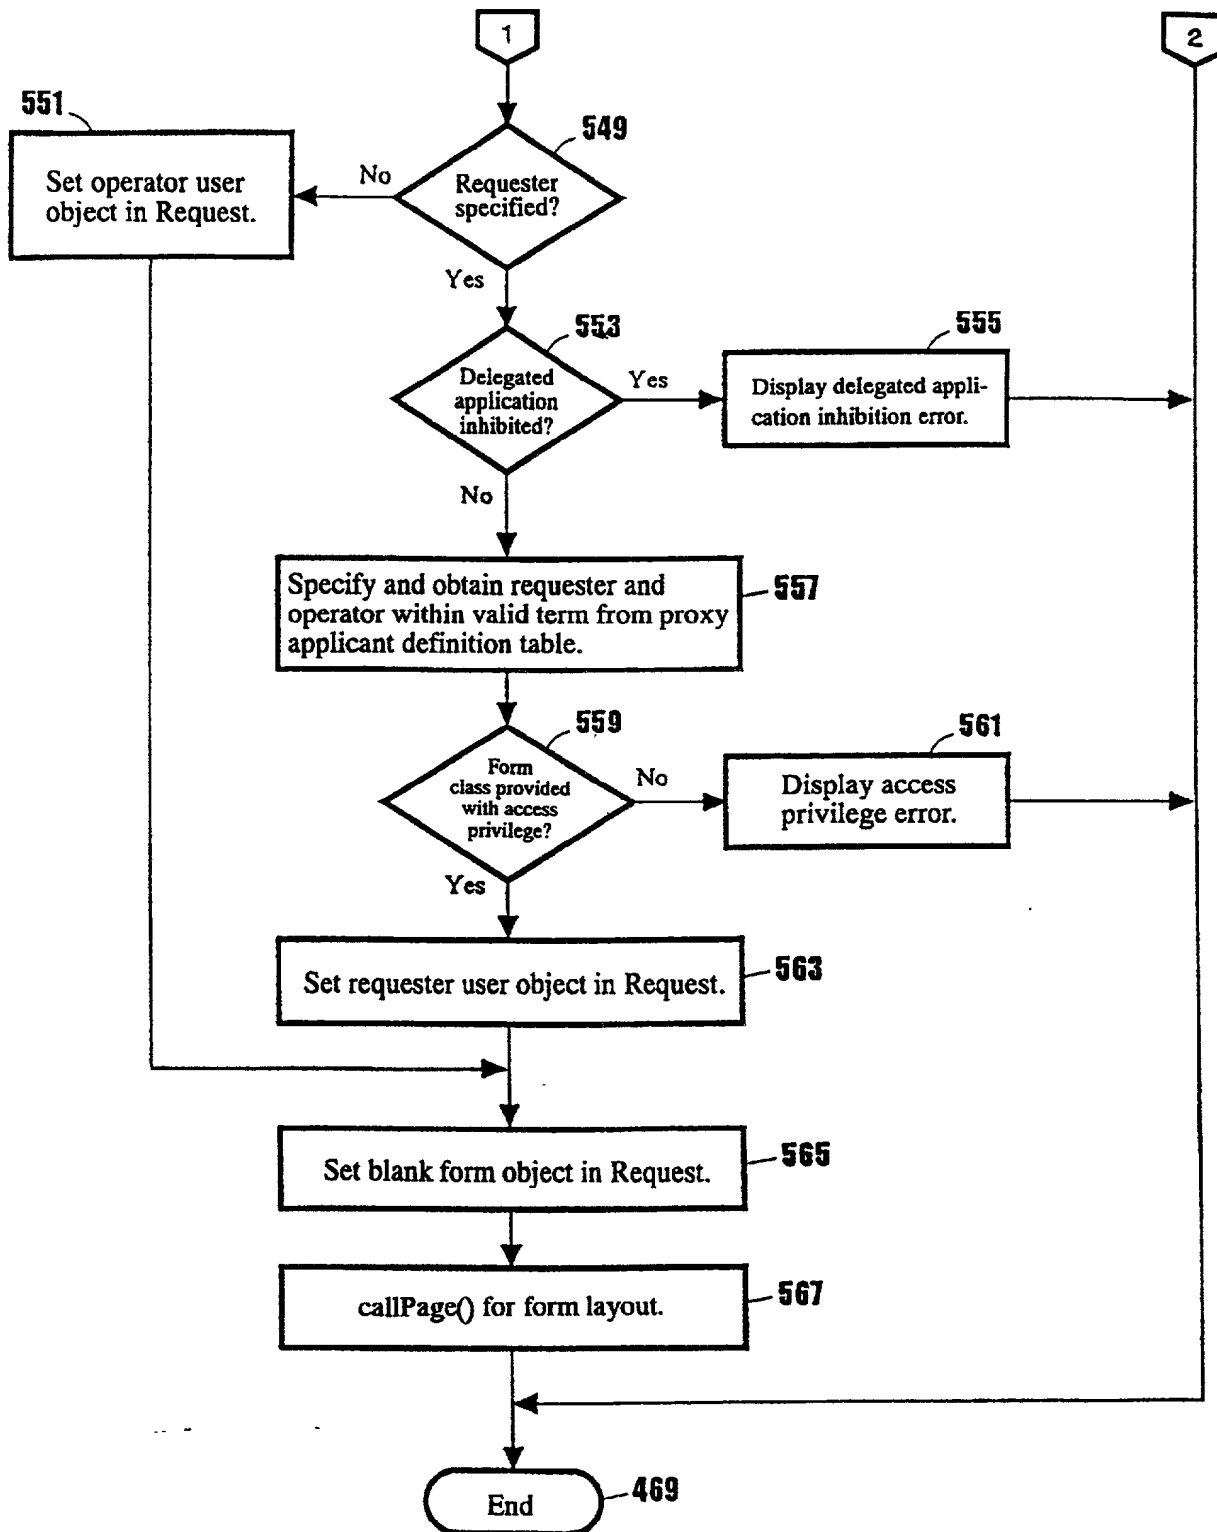 1
2
551
549
Set operator user
object in Request.
No
Requester
specified?
Yes
553
555
Delegated
application
inhibited?
Yes
Display delegated appli-
cation inhibition error.
No
Specify and obtain requester and
operator within valid term from proxy
applicant definition table.
557
559
561
Form
class provided
with access
privilege?
No
Display access
privilege error.
Yes
Set requester user object in Request.
563
Set blank form object in Request.
565
callPage() for form layout.
567
End
469